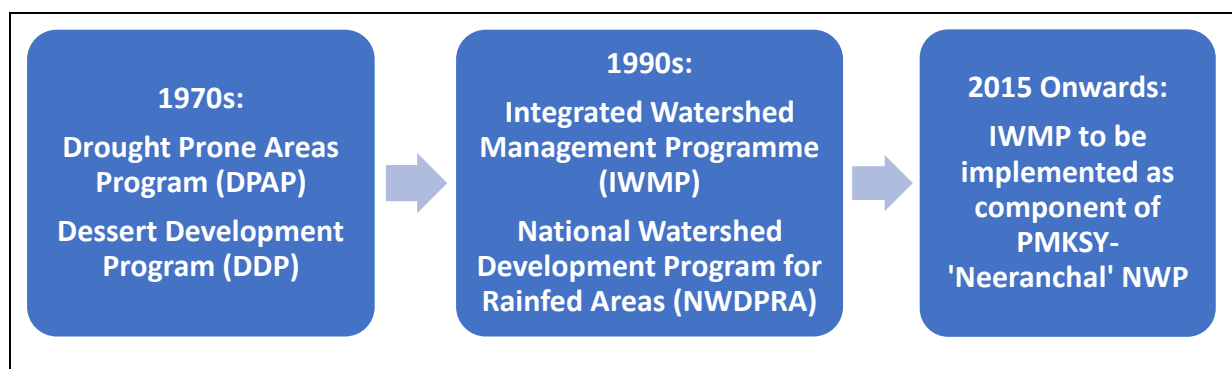 1970s:
Drought Prone Areas
Program (DPAP)
Dessert Development
Program (DDP)
1990s:
Integrated Watershed
Management Programme
(IWMP)
National Watershed
Development Program for
Rainfed Areas (NWDPRA)
2015 Onwards:
IWMP to be
implemented as
component of
PMKSY-
'Neeranchal' NWP